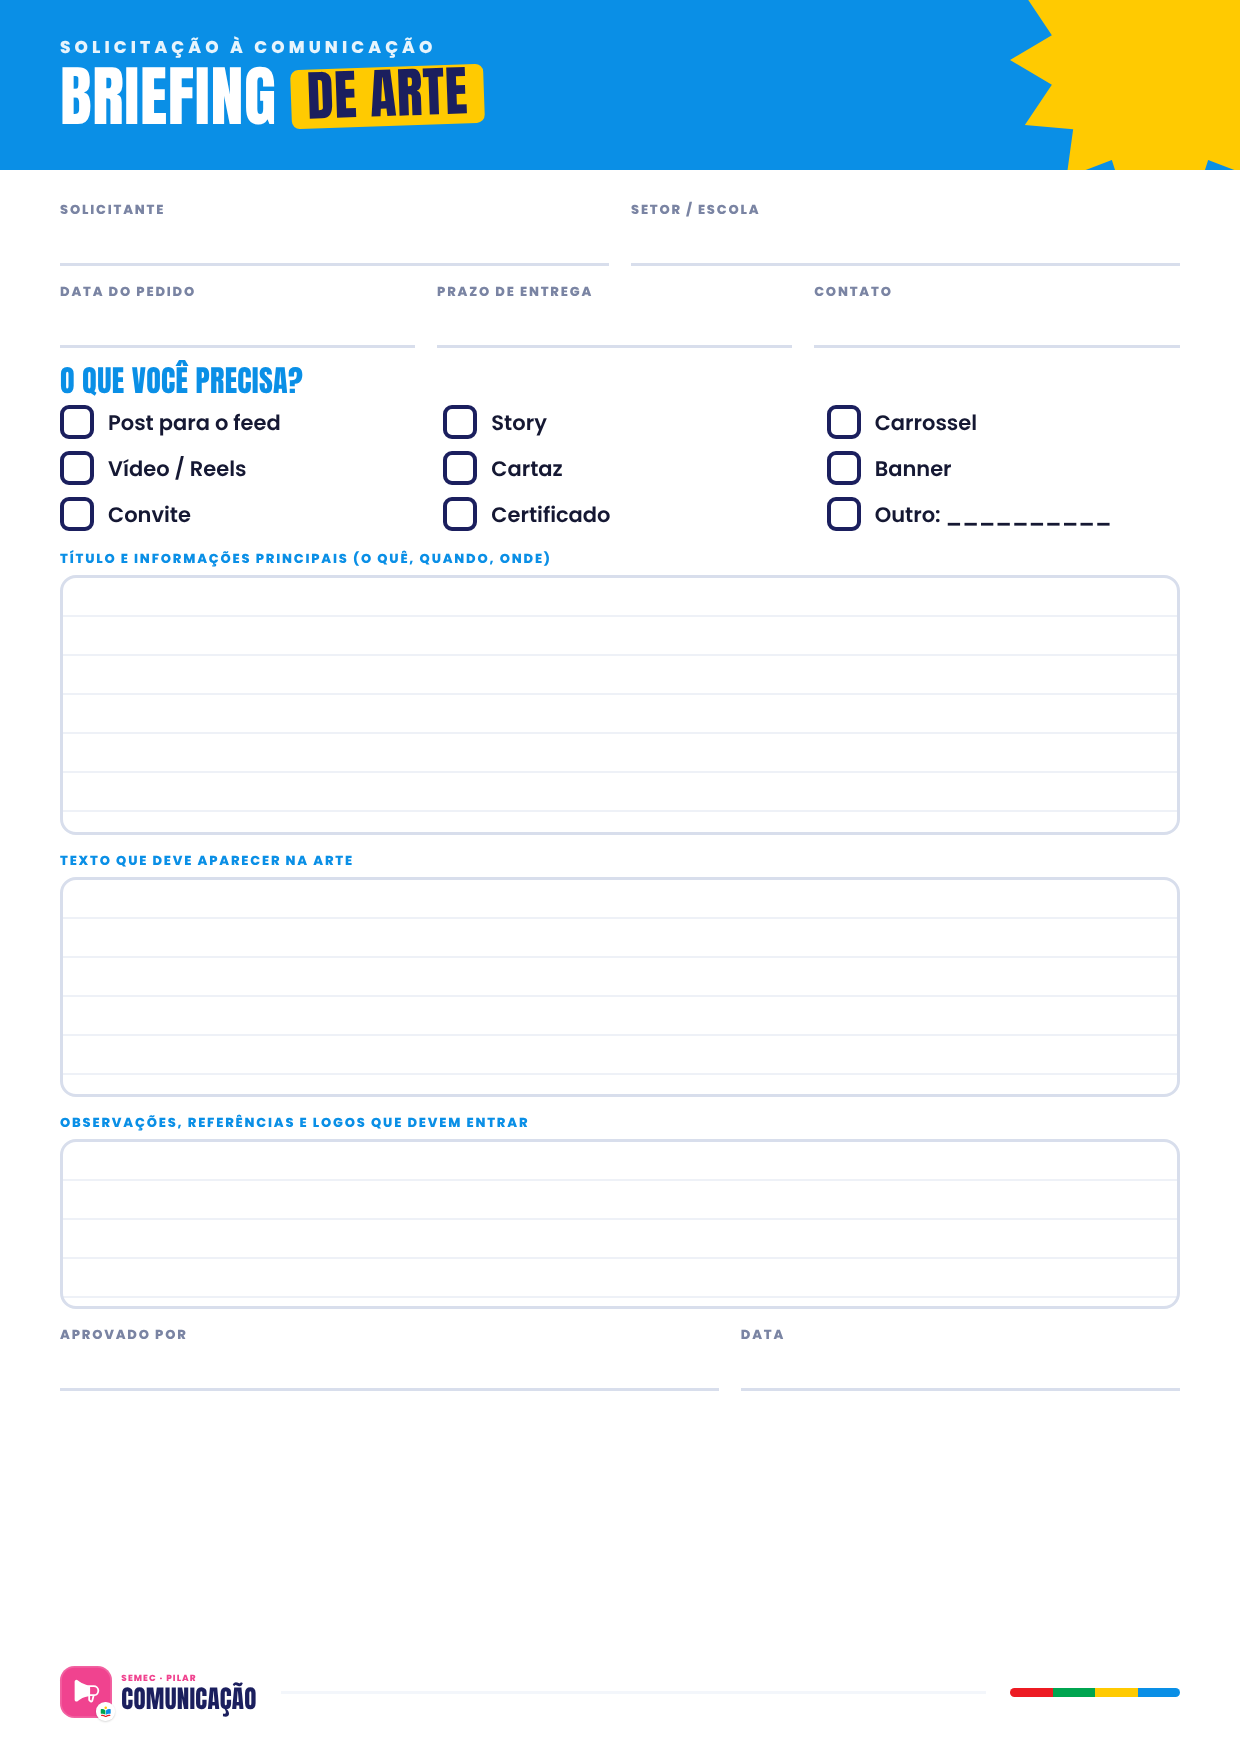 SOLICITAÇÃO À COMUNICAÇÃO
BRIEFING DE ARTE
SOLICITANTE
SETOR / ESCOLA
DATA DO PEDIDO
PRAZO DE ENTREGA
CONTATO
O QUE VOCÊ PRECISA?
Post para o feed
Story
Carrossel
Vídeo / Reels
Cartaz
Banner
Convite
Certificado
Outro: __________
TÍTULO E INFORMAÇÕES PRINCIPAIS (O QUÊ, QUANDO, ONDE)
TEXTO QUE DEVE APARECER NA ARTE
OBSERVAÇÕES, REFERÊNCIAS E LOGOS QUE DEVEM ENTRAR
APROVADO POR
DATA
SEMEC · PILAR
COMUNICAÇÃO